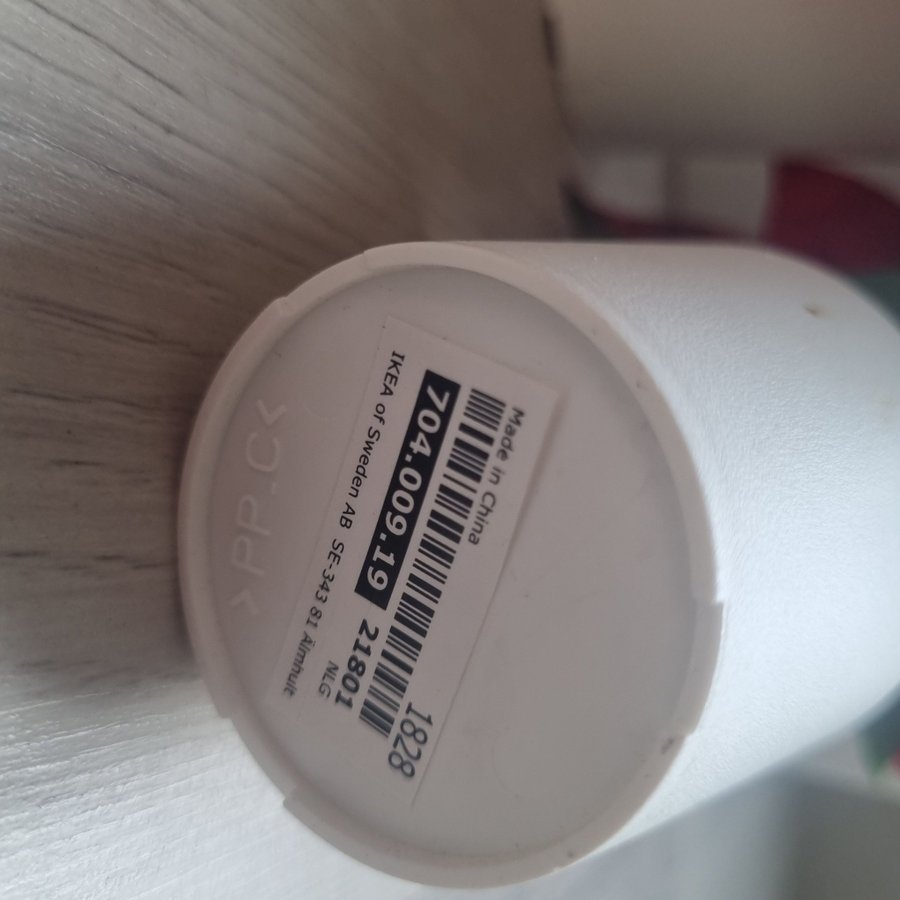 Made in China
1828
704.009.19 21801
NLG
IKEA of Sweden AB SE-343 81 Älmhult
>PP.C<